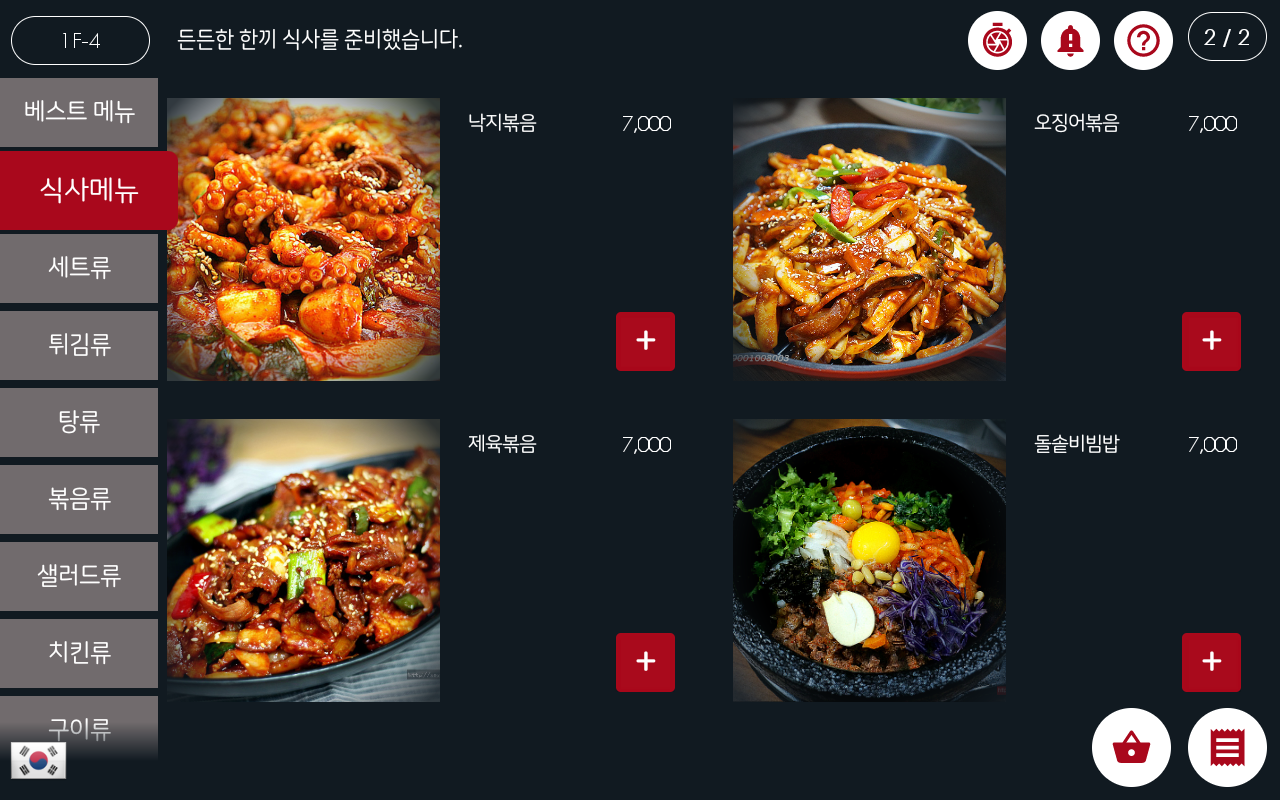 1F-4
든든한 한끼 식사를 준비했습니다.
2 / 2
베스트 메뉴
식사메뉴
세트류
튀김류
탕류
볶음류
샐러드류
치킨류
구이류
낙지볶음 7,000
오징어볶음 7,000
9001008003
제육볶음 7,000
돌솥비빔밥 7,000